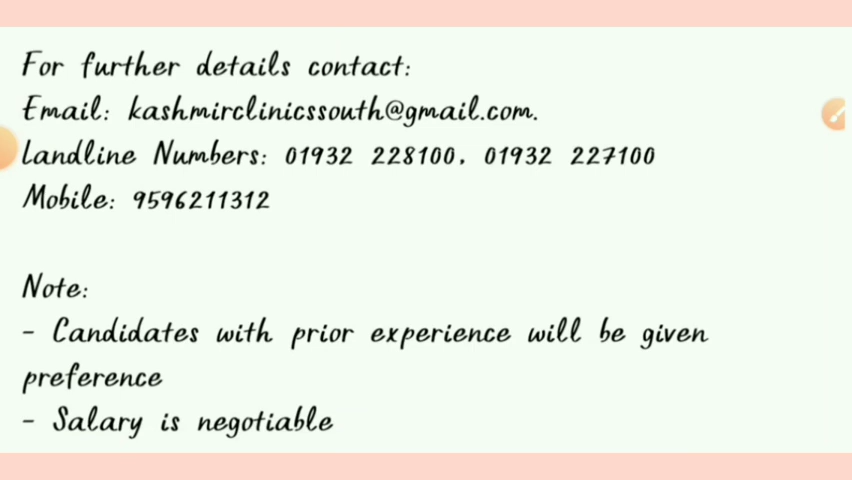 For further details contact:
Email: kashmirclinicssouth@gmail.com.
Landline Numbers: 01932 228100, 01932 227100
Mobile: 9596211312
Note:
- Candidates with prior experience will be given
preference
- Salary is negotiable